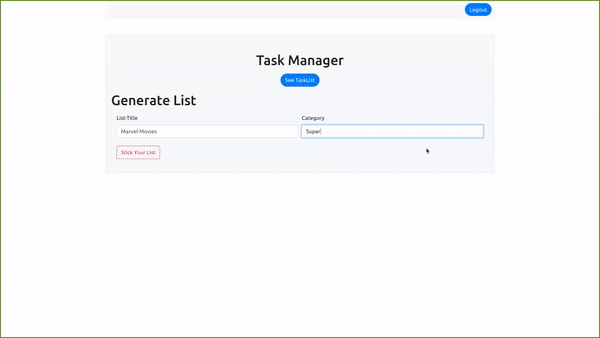 Logout
Task Manager
See TaskList
Generate List
List-Title Category
Marvel Movies Super
Stick Your List